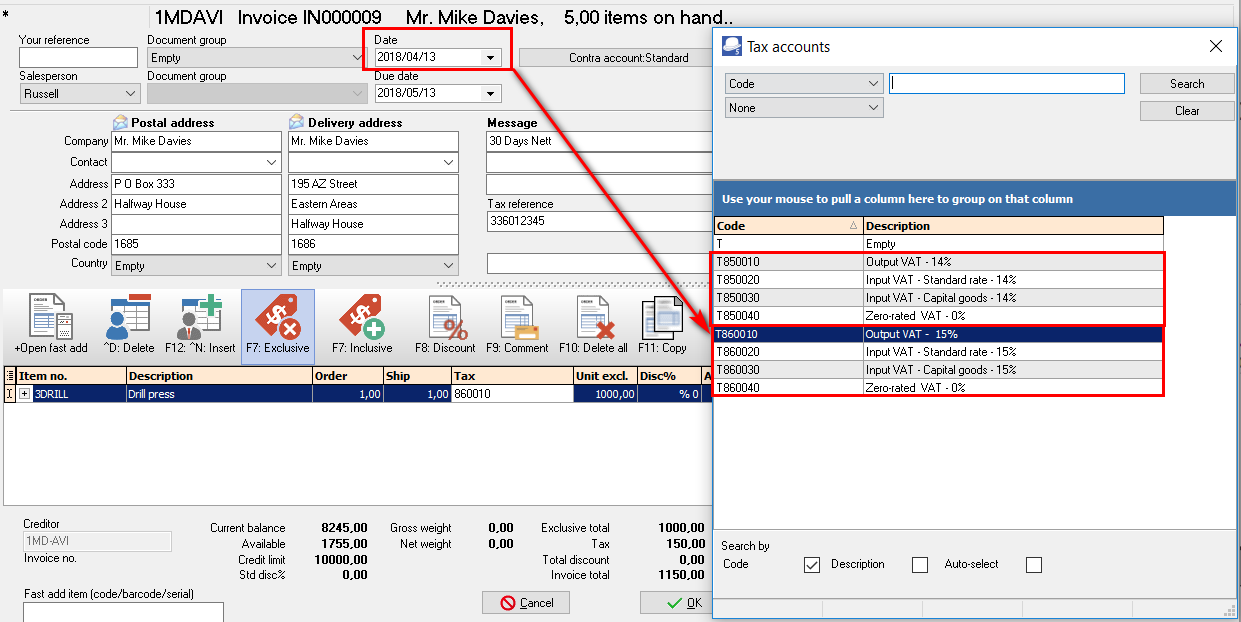 *
1MDAVI Invoice IN000009 Mr. Mike Davies, 5,00 items on hand..
Your reference
Document group
Empty
Date
2018/04/13
Contra account:Standard
Salesperson
Russell
Document group
Due date
2018/05/13
Postal address
Delivery address
Message
Company
Mr. Mike Davies
Mr. Mike Davies
30 Days Nett
Contact
Address
P O Box 333
195 AZ Street
Address 2
Halfway House
Eastern Areas
Tax reference
Address 3
Halfway House
336012345
Postal code
1685
1686
Country
Empty
Empty
+Open fast add
^D: Delete
F12: ^N: Insert
F7: Exclusive
F7: Inclusive
F8: Discount
F9: Comment
F10: Delete all
F11: Copy
Item no. Description Order Ship Tax Unit excl. Disc% A
3DRILL Drill press 1,00 1,00 860010 1000,00 % 0
Creditor
1MD-AVI
Invoice no.
Current balance 8245,00 Gross weight 0,00 Exclusive total 1000,00
Available 1755,00 Net weight 0,00 Tax 150,00
Credit limit 10000,00 Total discount 0,00
Std disc% 0,00 Invoice total 1150,00
Fast add item (code/barcode/serial)
Cancel
OK
Tax accounts
Code
Search
None
Clear
Use your mouse to pull a column here to group on that column
Code Description
T Empty
T850010 Output VAT - 14%
T850020 Input VAT - Standard rate - 14%
T850030 Input VAT - Capital goods - 14%
T850040 Zero-rated VAT - 0%
T860010 Output VAT - 15%
T860020 Input VAT - Standard rate - 15%
T860030 Input VAT - Capital goods - 15%
T860040 Zero-rated VAT - 0%
Search by
Code
Description
Auto-select